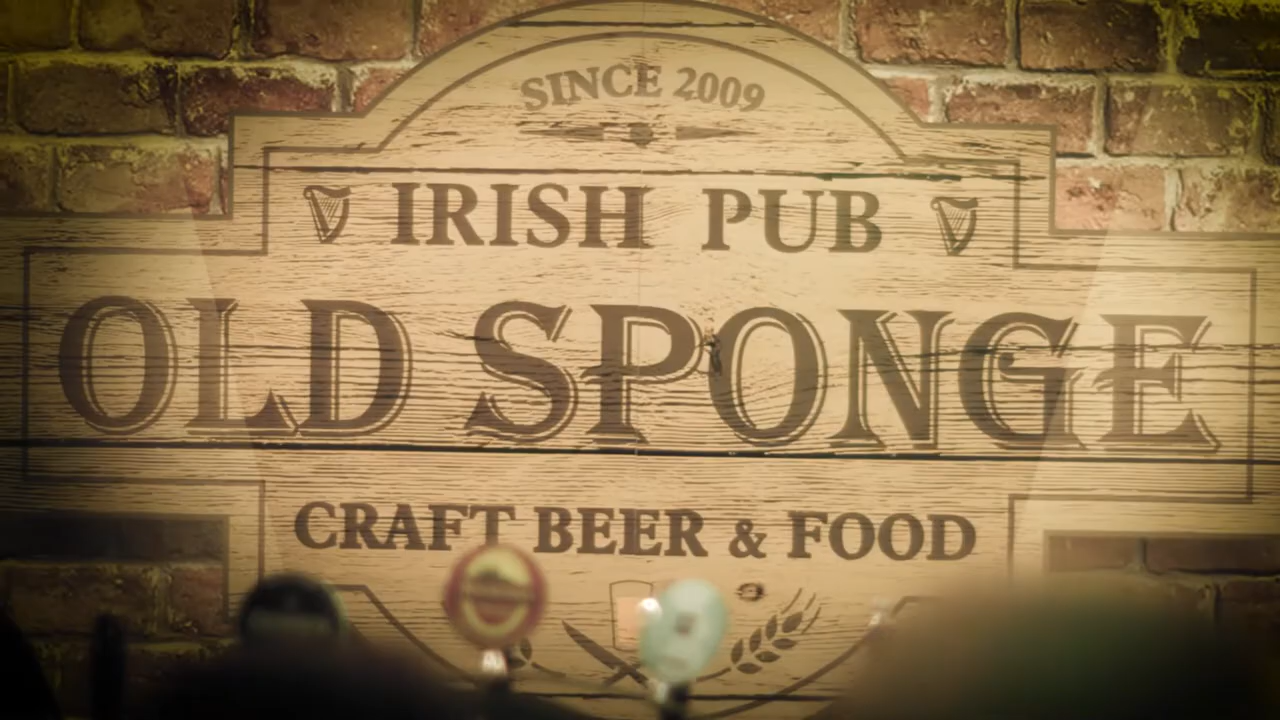 SINCE 2009
IRISH PUB
OLD SPONGE
CRAFT BEER & FOOD